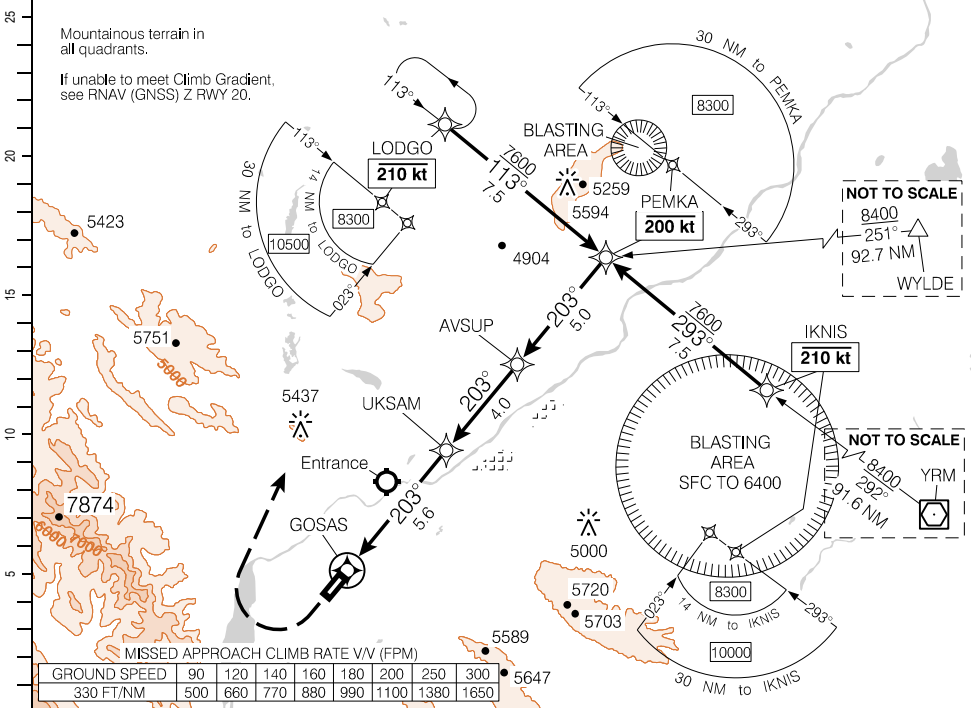 25
20
15
10
5
Mountainous terrain in
all quadrants.
If unable to meet Climb Gradient,
see RNAV (GNSS) Z RWY 20.
113°
LODGO
210 kt
113°
30 NM to LODGO
14 NM to LODGO
8300
10500
023°
7600
113°
7.5
30 NM to PEMKA
8300
113°
BLASTING
AREA
293°
5259
5594
PEMKA
200 kt
4904
NOT TO SCALE
8400
251°
92.7 NM
WYLDE
5423
5751
5000
203°
5.0
AVSUP
203°
4.0
7600
293°
7.5
IKNIS
210 kt
5437
UKSAM
BLASTING
AREA
SFC TO 6400
NOT TO SCALE
8400
292°
91.6 NM
YRM
Entrance
203°
5.6
GOSAS
7874
6000
7000
5000
5720
5703
8300
023°
293°
14 NM to IKNIS
10000
30 NM to IKNIS
5589
5647
MISSED APPROACH CLIMB RATE V/V (FPM)
GROUND SPEED 90 120 140 160 180 200 250 300
330 FT/NM 500 660 770 880 990 1100 1380 1650